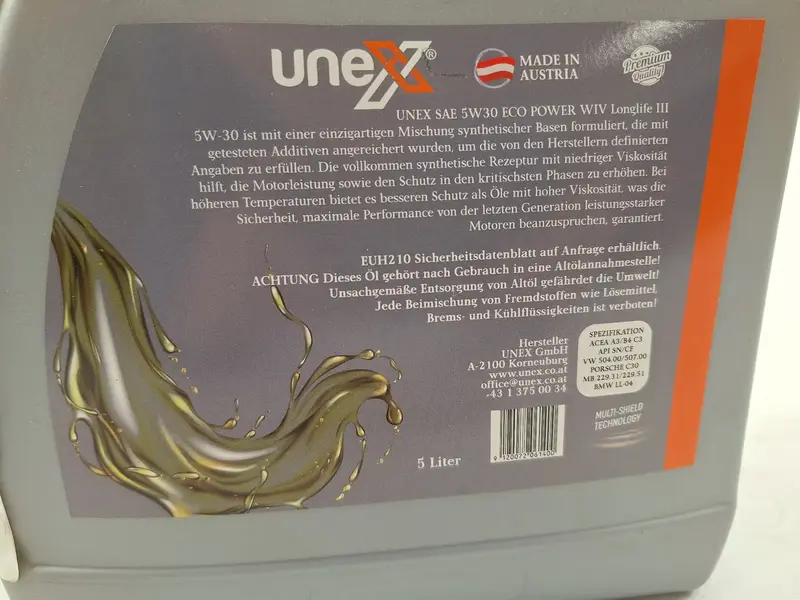 unex®
MADE IN
AUSTRIA
Premium
Quality
UNEX SAE 5W30 ECO POWER WIV Longlife III
5W-30 ist mit einer einzigartigen Mischung synthetischer Basen formuliert, die mit
getesteten Additiven angereichert wurden, um die von den Herstellern definierten
Angaben zu erfüllen. Die vollkommen synthetische Rezeptur mit niedriger Viskosität
hilft, die Motorleistung sowie den Schutz in den kritischsten Phasen zu erhöhen. Bei
höheren Temperaturen bietet es besseren Schutz als Öle mit hoher Viskosität, was die
Sicherheit, maximale Performance von der letzten Generation leistungsstarker
Motoren beanzuspruchen, garantiert.
EUH210 Sicherheitsdatenblatt auf Anfrage erhältlich.
ACHTUNG Dieses Öl gehört nach Gebrauch in eine Altölannahmestelle!
Unsachgemäße Entsorgung von Altöl gefährdet die Umwelt!
Jede Beimischung von Fremdstoffen wie Lösemittel,
Brems- und Kühlflüssigkeiten ist verboten!
Hersteller
UNEX GmbH
A-2100 Korneuburg
www.unex.co.at
office@unex.co.at
+43 1 375 00 34
SPEZIFIKATION
ACEA A3/B4 C3
API SN/CF
VW 504.00/507.00
PORSCHE C30
MB 229.31/229.51
BMW LL-04
MULTI-SHIELD
TECHNOLOGY
5 Liter
9 120072 061400